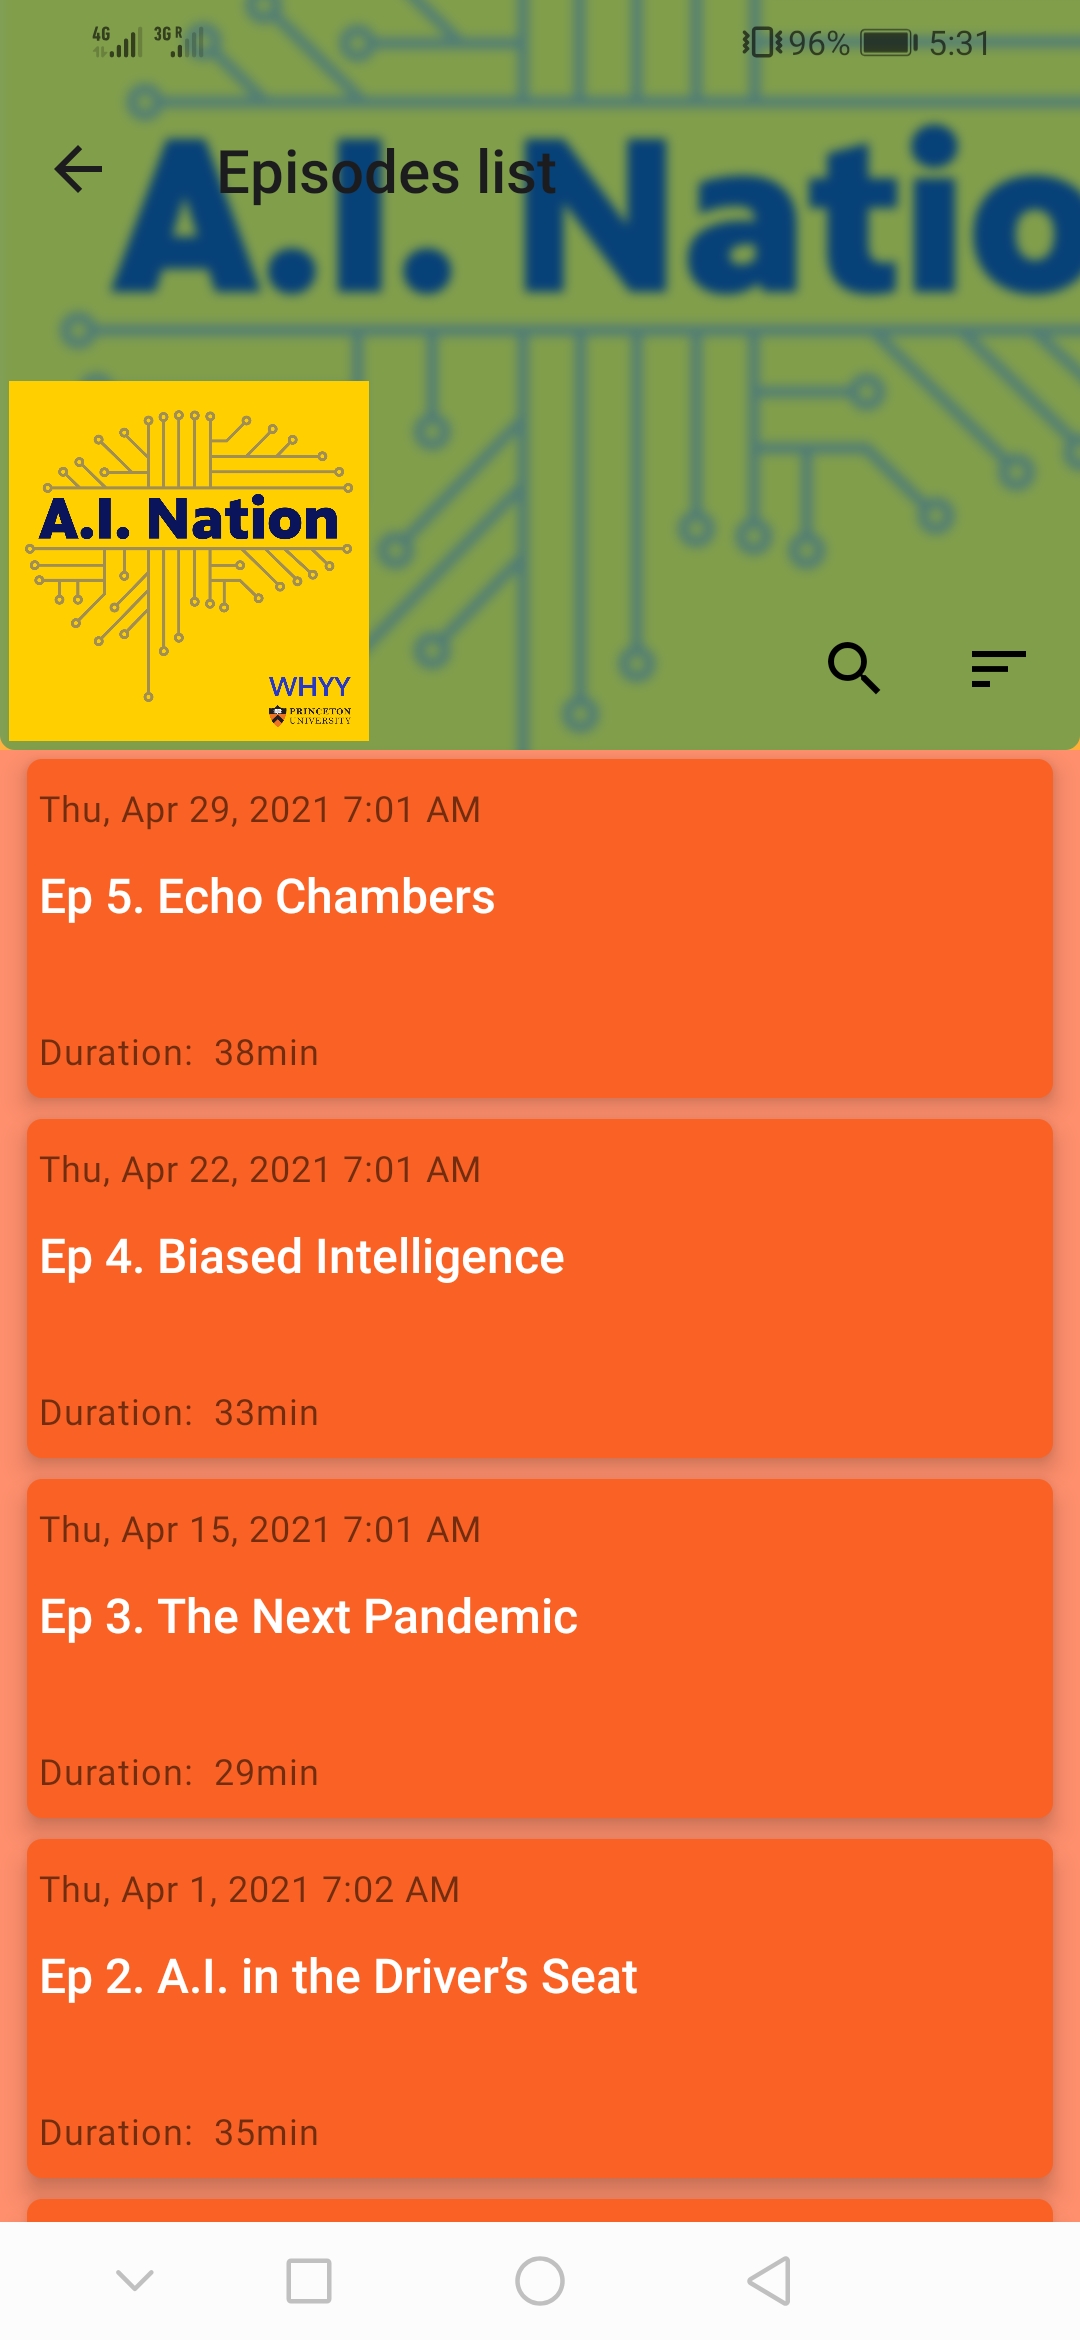 4G 3G R 96% 5:31
Episodes list
A.I. Natio
A.I. Nation
WHYY
PRINCETON
UNIVERSITY
Thu, Apr 29, 2021 7:01 AM
Ep 5. Echo Chambers
Duration: 38min
Thu, Apr 22, 2021 7:01 AM
Ep 4. Biased Intelligence
Duration: 33min
Thu, Apr 15, 2021 7:01 AM
Ep 3. The Next Pandemic
Duration: 29min
Thu, Apr 1, 2021 7:02 AM
Ep 2. A.I. in the Driver’s Seat
Duration: 35min